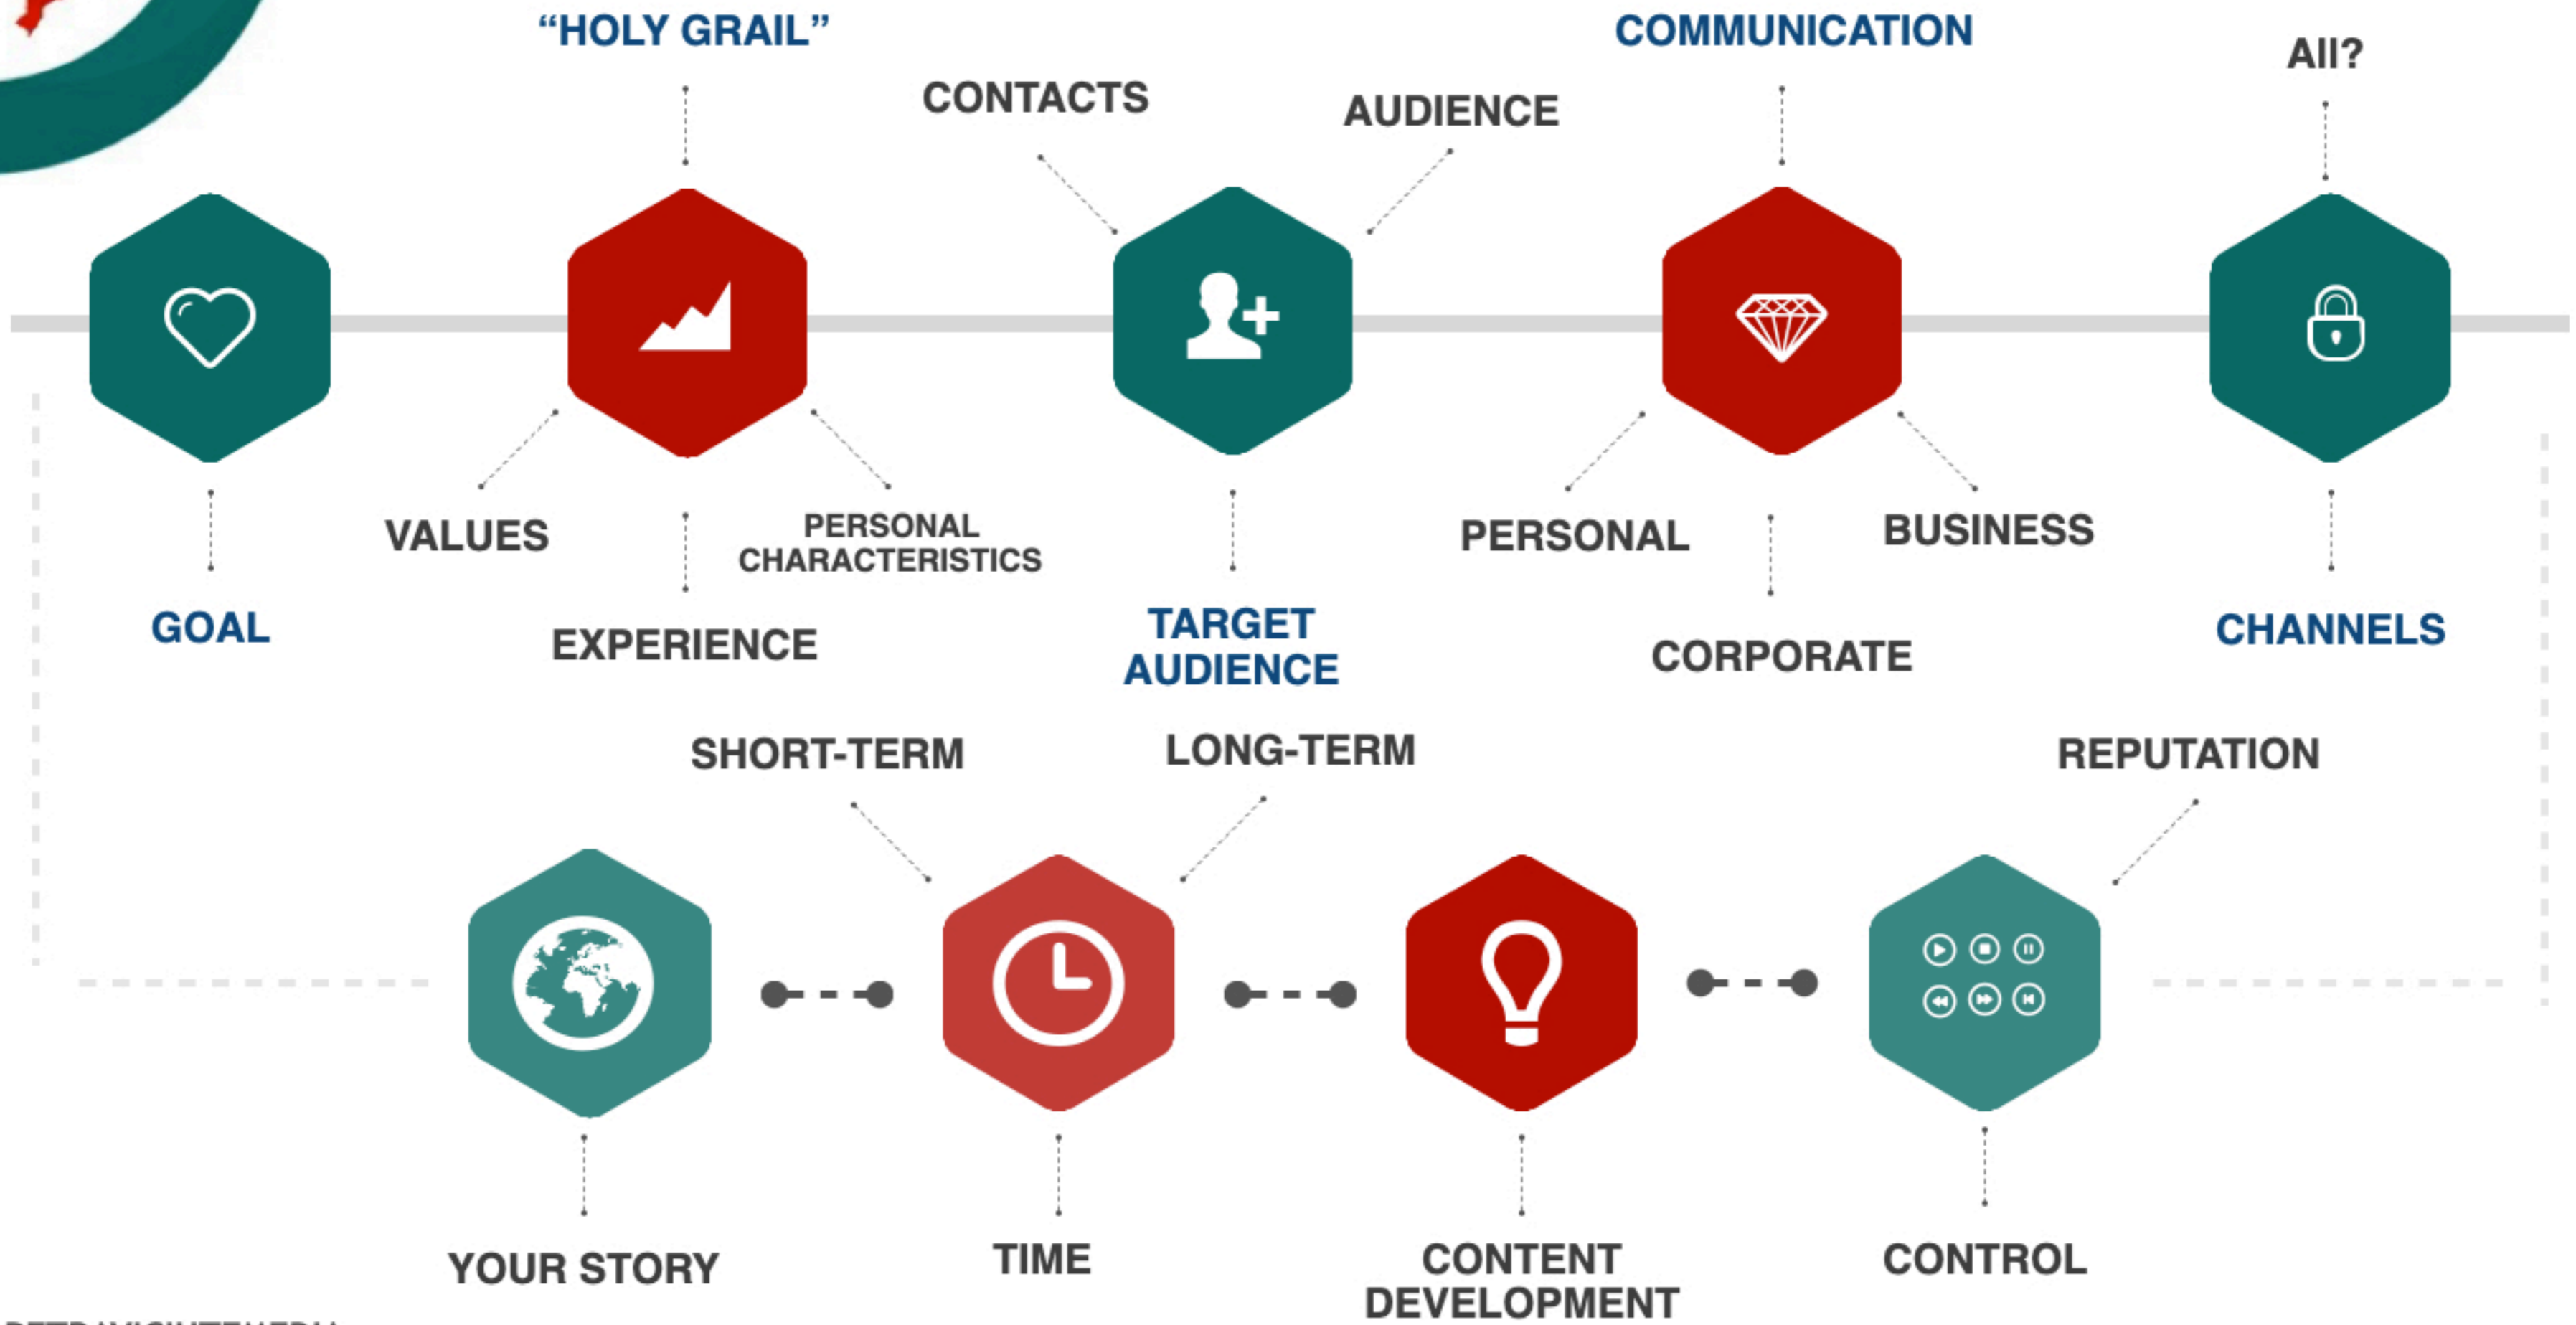 “HOLY GRAIL”
COMMUNICATION
All?
CONTACTS
AUDIENCE
VALUES
PERSONAL
CHARACTERISTICS
EXPERIENCE
PERSONAL
BUSINESS
CORPORATE
GOAL
TARGET
AUDIENCE
CHANNELS
SHORT-TERM
LONG-TERM
REPUTATION
YOUR STORY
TIME
CONTENT
DEVELOPMENT
CONTROL